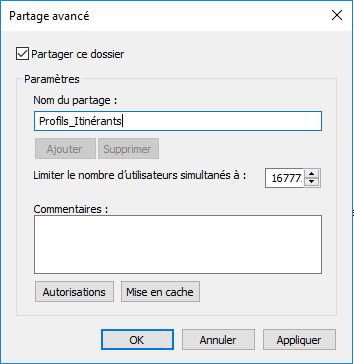 Partage avancé
Partager ce dossier
Paramètres
Nom du partage :
Profils_Itinérants
Ajouter
Supprimer
Limiter le nombre d'utilisateurs simultanés à :
16777
Commentaires :
Autorisations
Mise en cache
OK
Annuler
Appliquer